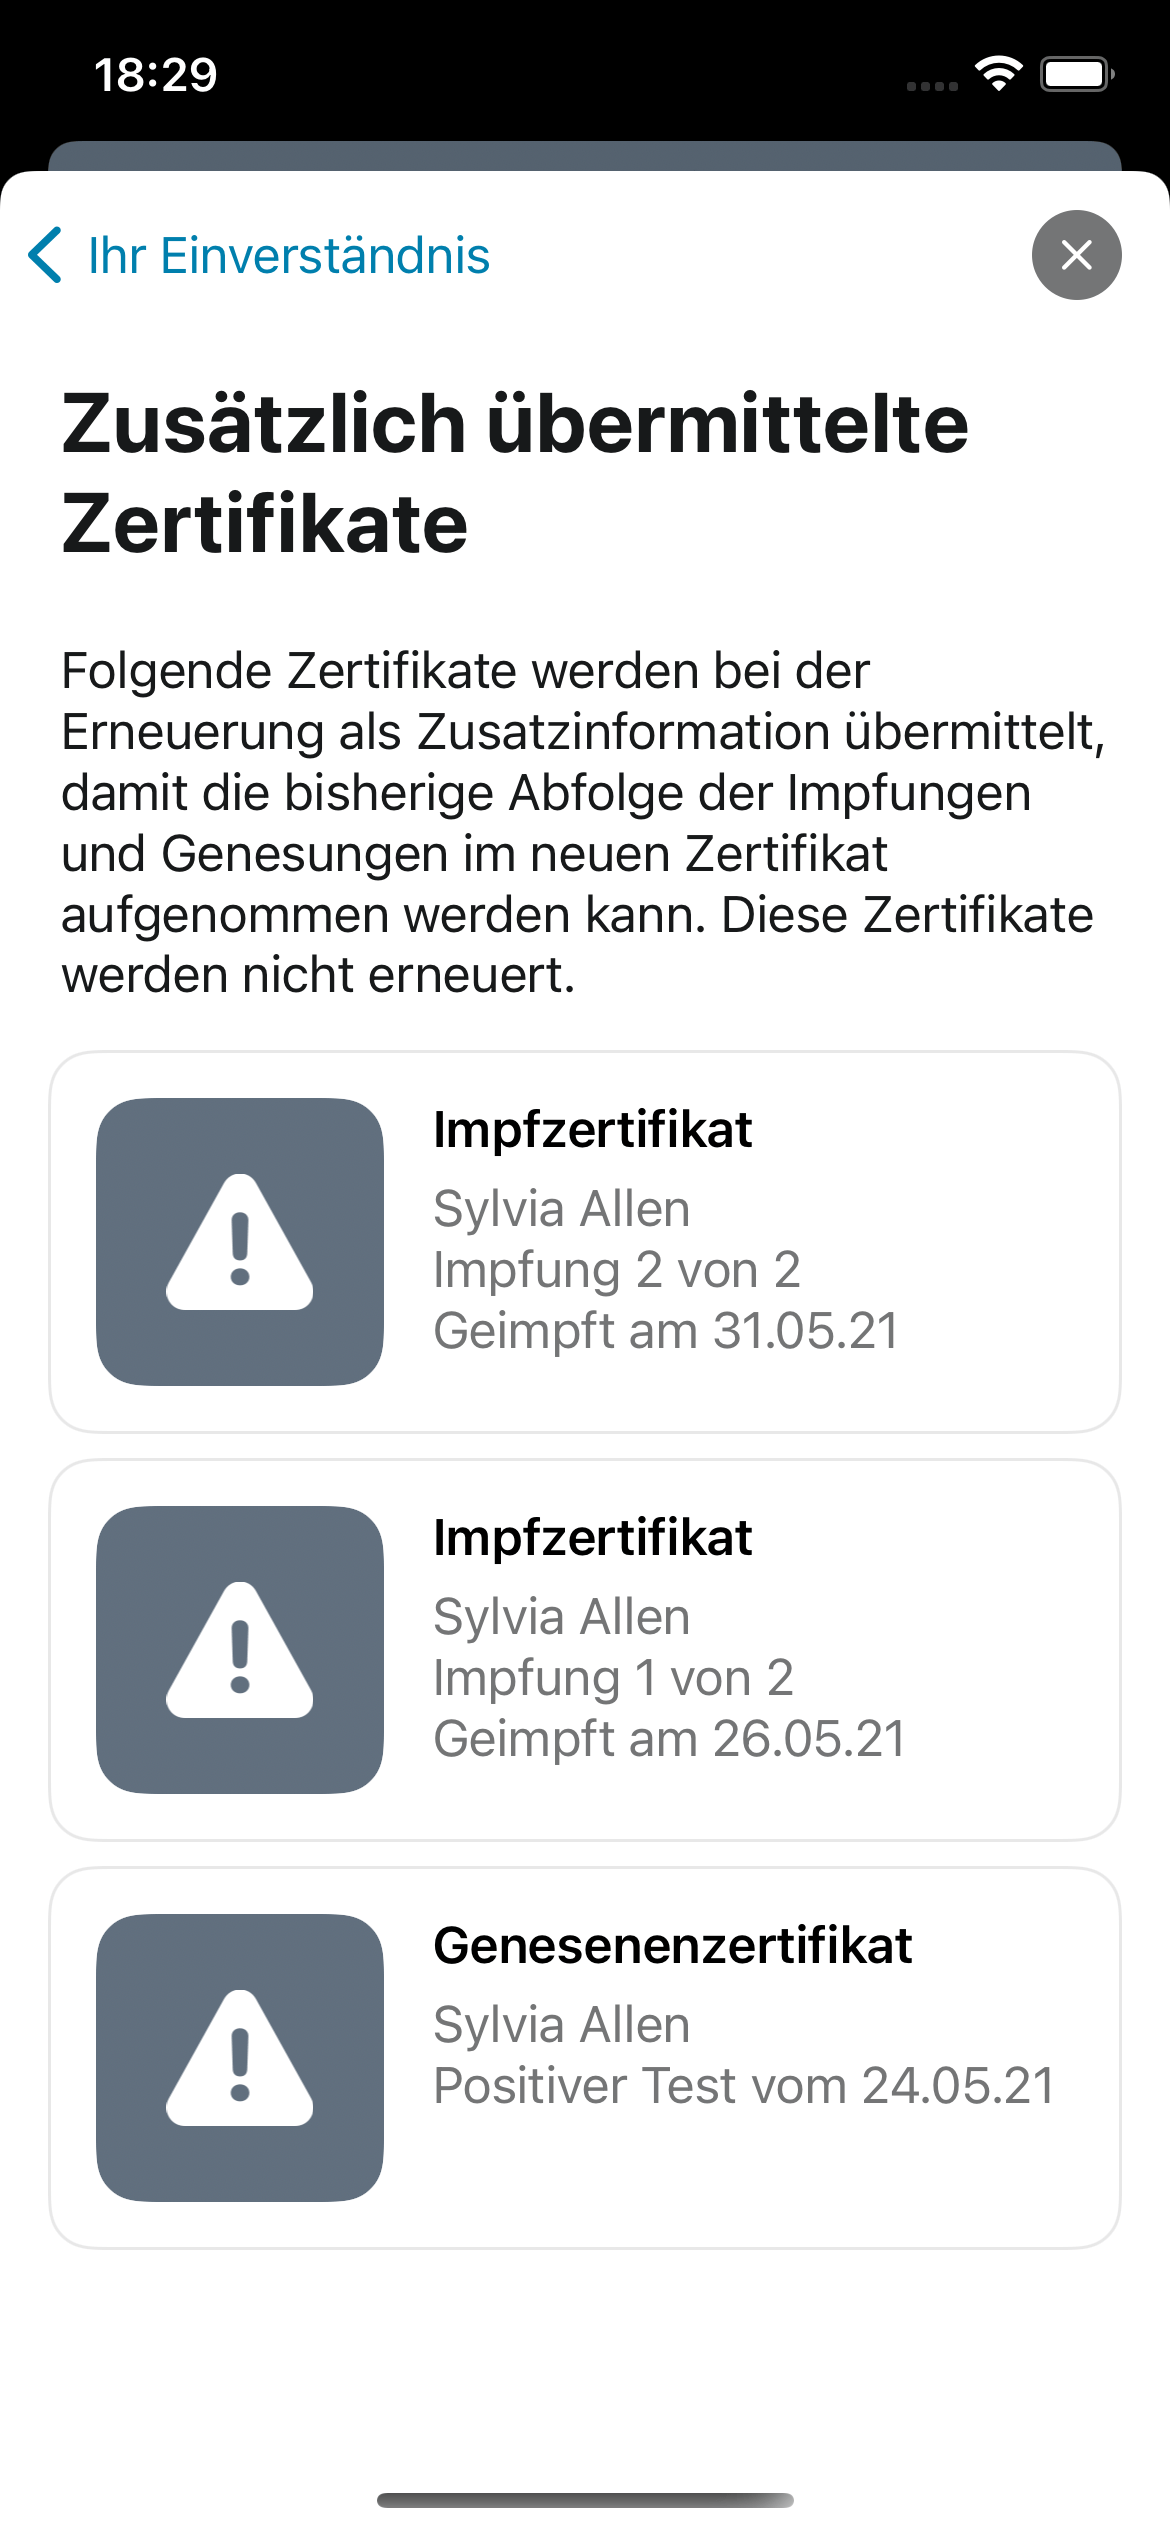 18:29
Ihr Einverständnis
Zusätzlich übermittelte
Zertifikate
Folgende Zertifikate werden bei der
Erneuerung als Zusatzinformation übermittelt,
damit die bisherige Abfolge der Impfungen
und Genesungen im neuen Zertifikat
aufgenommen werden kann. Diese Zertifikate
werden nicht erneuert.
Impfzertifikat
Sylvia Allen
Impfung 2 von 2
Geimpft am 31.05.21
Impfzertifikat
Sylvia Allen
Impfung 1 von 2
Geimpft am 26.05.21
Genesenenzertifikat
Sylvia Allen
Positiver Test vom 24.05.21